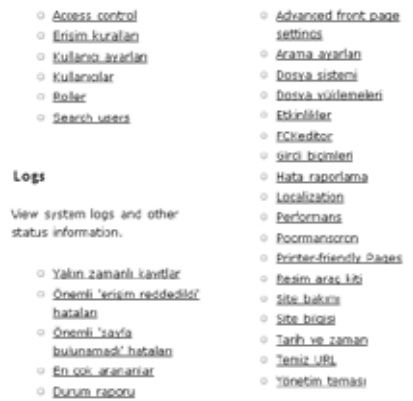 Access control
Erişim kuralları
Kullanıcı ayarları
Kullanıcılar
Roller
Search users
Logs
View system logs and other
status information.
Yakın zamanlı kayıtlar
Önemli 'erişim reddedildi'
hataları
Önemli 'sayfa
bulunamadı' hataları
En çok arananlar
Durum raporu
Advanced front page
settings
Arama ayarları
Dosya sistemi
Dosya yüklemeleri
Etkinlikler
FCKeditor
Girdi biçimleri
Hata raporlama
Localization
Performans
Poormanscron
Printer-friendly Pages
Resim araç kiti
Site bakımı
Site bilgisi
Tarih ve zaman
Temiz URL
Yönetim teması